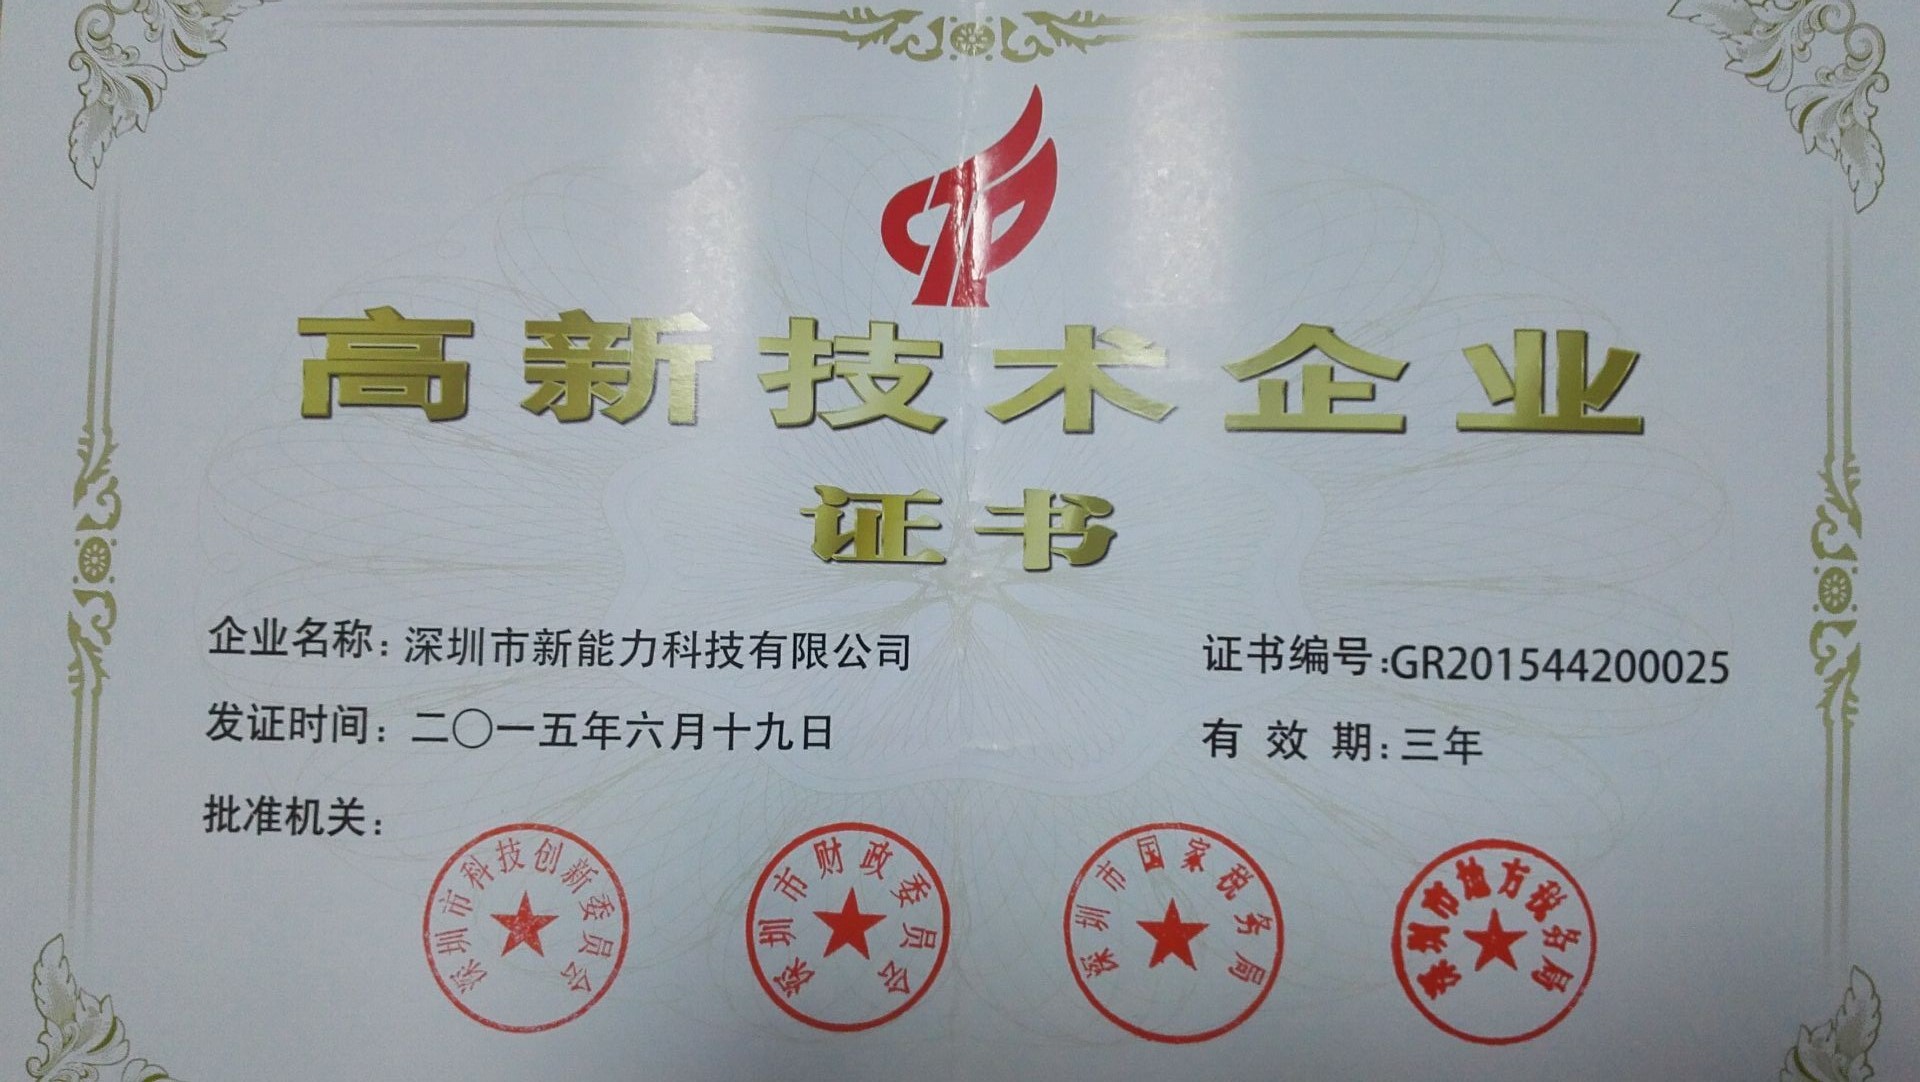 高新技术企业
证书
企业名称：深圳市新能力科技有限公司
证书编号:GR201544200025
发证时间：二〇一五年六月十九日
有效期:三年
批准机关：
深圳市科技创新委员会
深圳市财政委员会
深圳市国家税务局
深圳市地方税务局